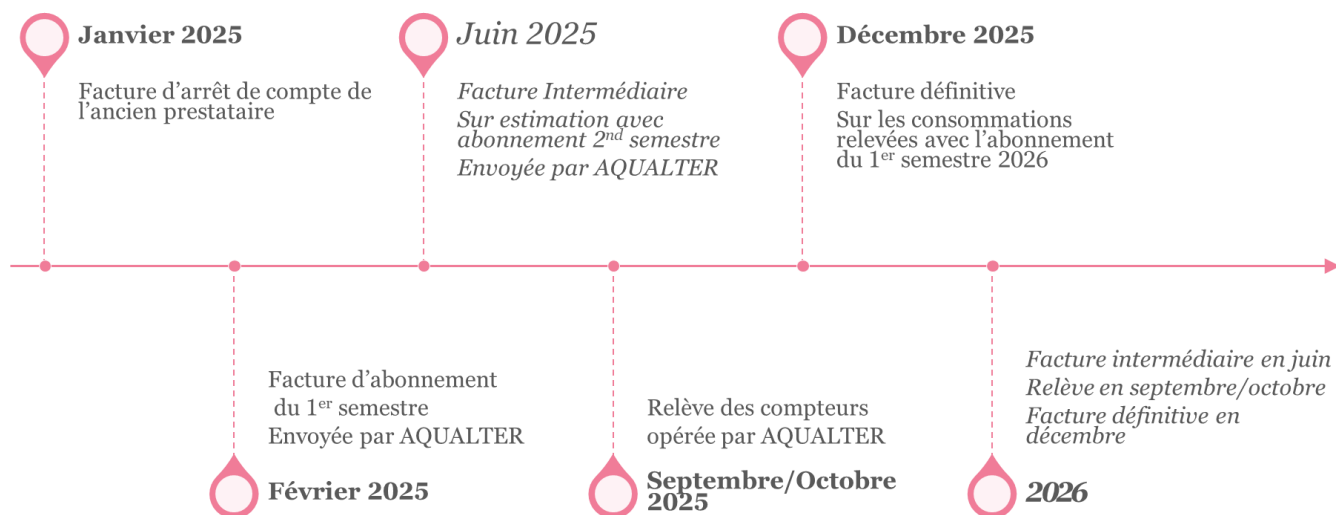 Janvier 2025
Facture d’arrêt de compte de
l’ancien prestataire
Juin 2025
Facture Intermédiaire
Sur estimation avec
abonnement 2nd semestre
Envoyée par AQUALTER
Décembre 2025
Facture définitive
Sur les consommations
relevées avec l’abonnement
du 1er semestre 2026
Facture d’abonnement
du 1er semestre
Envoyée par AQUALTER
Février 2025
Relève des compteurs
opérée par AQUALTER
Septembre/Octobre
2025
Facture intermédiaire en juin
Relève en septembre/octobre
Facture définitive en
décembre
2026